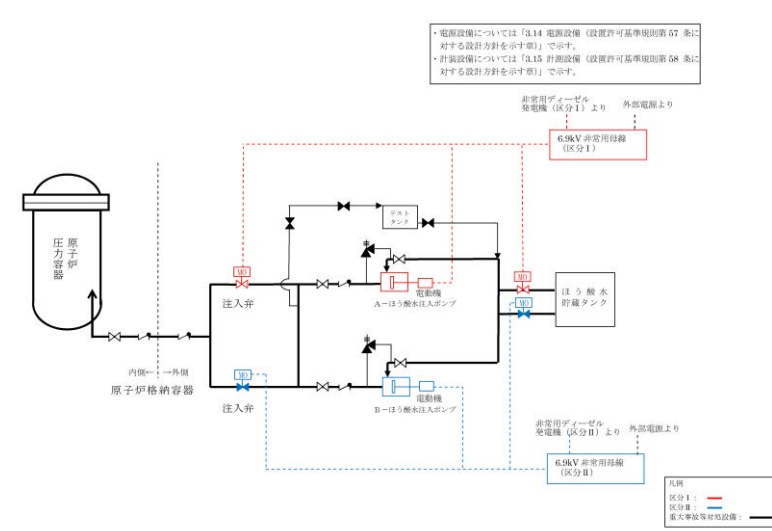 ・電源設備については「3.14 電源設備（設置許可基準規則第57 条に
対する設計方針を示す章）」で示す。
・計装設備については「3.15 計測設備（設置許可基準規則第58 条に
対する設計方針を示す章）」で示す。
非常用ディーゼル
発電機（区分Ⅰ）より
外部電源より
6.9kV 非常用母線
（区分Ⅰ）
テスト
タンク
原子炉
圧力容器
MO
注入弁
電動機
A－ほう酸水注入ポンプ
MO
MO
ほう酸水
貯蔵タンク
内側←
→外側
原子炉格納容器
MO
注入弁
電動機
B－ほう酸水注入ポンプ
非常用ディーゼル
発電機（区分Ⅱ）より
外部電源より
6.9kV 非常用母線
（区分Ⅱ）
凡例
区分Ⅰ：
区分Ⅱ：
重大事故等対処設備：